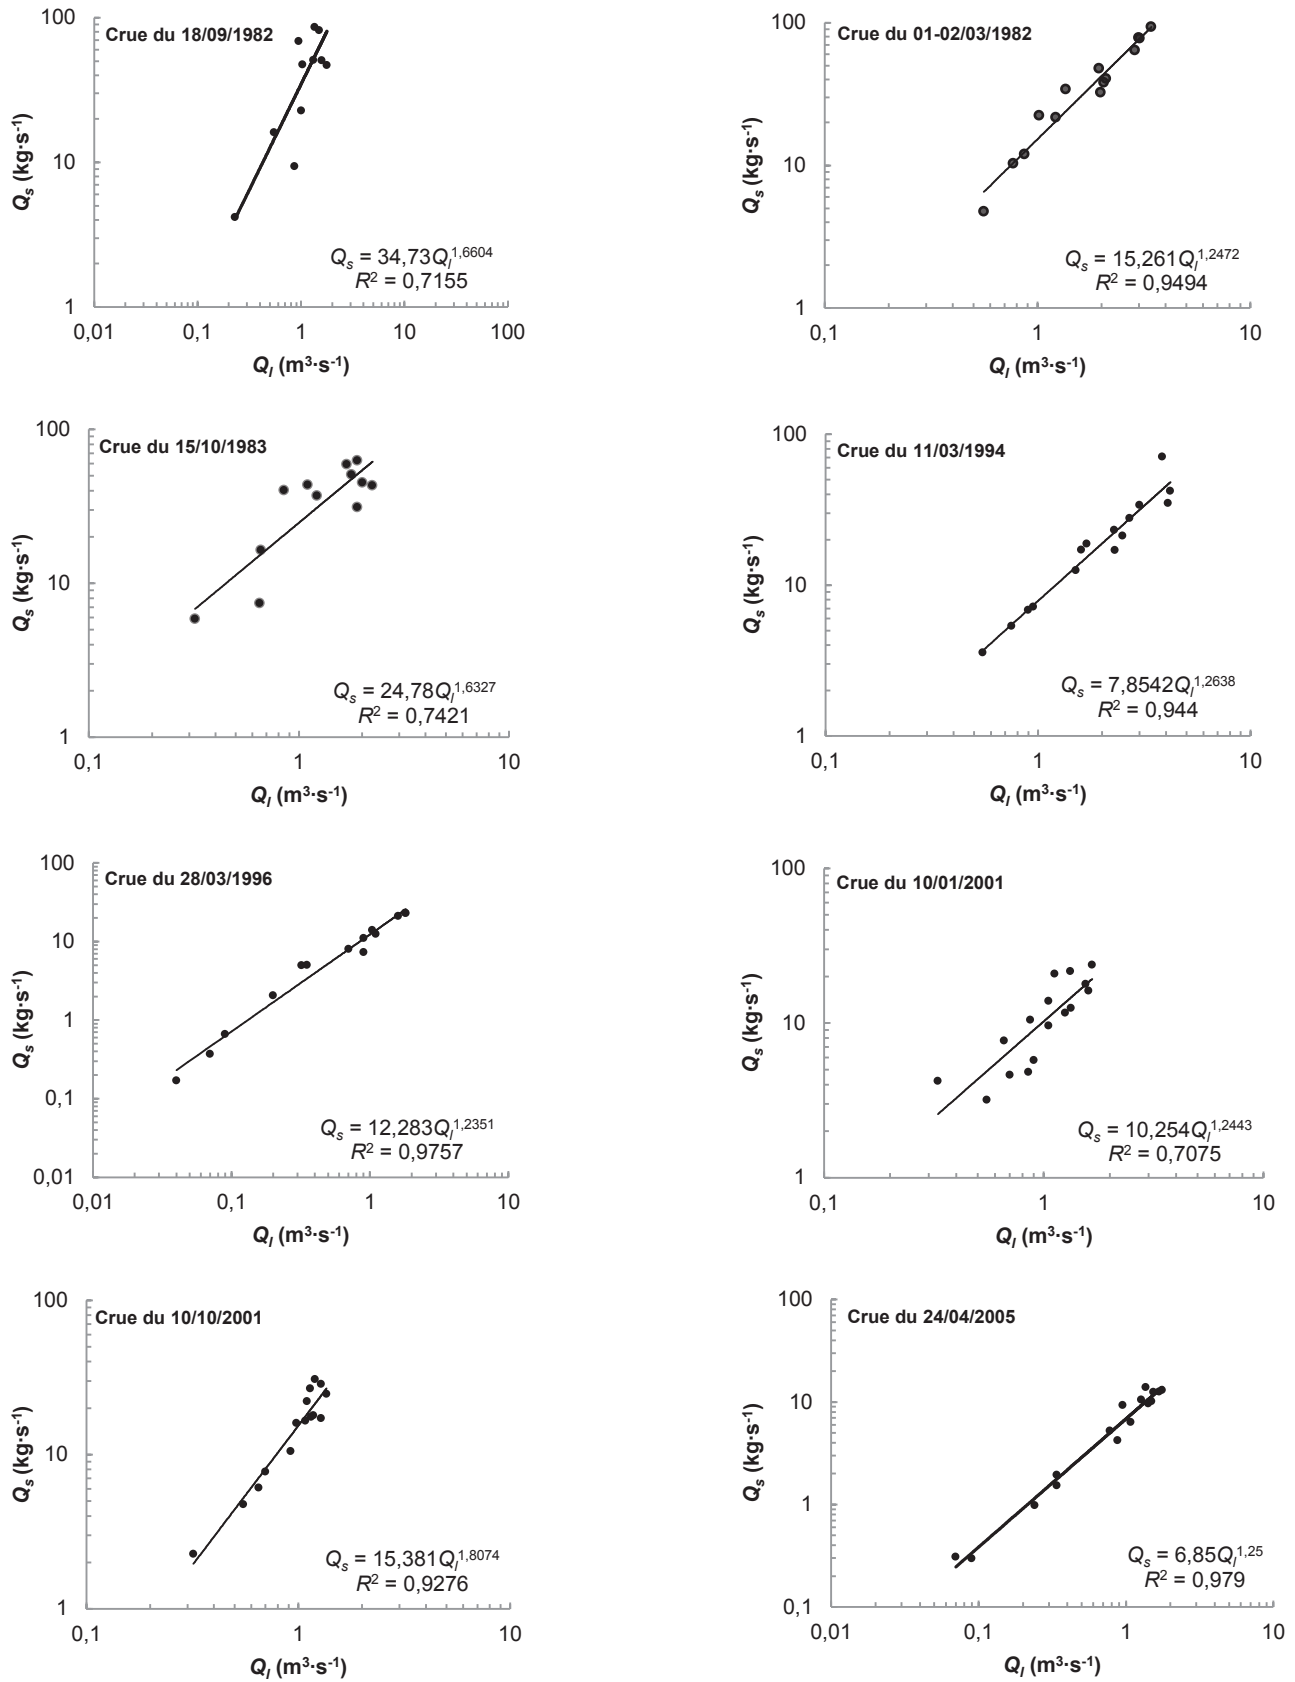 Crue du 18/09/1982
100
10
1
Qs (kg·s-1)
Qs = 34,73Ql1,6604
R2 = 0,7155
0,01 0,1 1 10 100
Ql (m3·s-1)
Crue du 01-02/03/1982
100
10
1
Qs (kg·s-1)
Qs = 15,261Ql1,2472
R2 = 0,9494
0,1 1 10
Ql (m3·s-1)
Crue du 15/10/1983
100
10
1
Qs (kg·s-1)
Qs = 24,78Ql1,6327
R2 = 0,7421
0,1 1 10
Ql (m3·s-1)
Crue du 11/03/1994
100
10
1
Qs (kg·s-1)
Qs = 7,8542Ql1,2638
R2 = 0,944
0,1 1 10
Ql (m3·s-1)
Crue du 28/03/1996
100
10
1
0,1
0,01
Qs (kg·s-1)
Qs = 12,283Ql1,2351
R2 = 0,9757
0,01 0,1 1 10
Ql (m3·s-1)
Crue du 10/01/2001
100
10
1
Qs (kg·s-1)
Qs = 10,254Ql1,2443
R2 = 0,7075
0,1 1 10
Ql (m3·s-1)
Crue du 10/10/2001
100
10
1
Qs (kg·s-1)
Qs = 15,381Ql1,8074
R2 = 0,9276
0,1 1 10
Ql (m3·s-1)
Crue du 24/04/2005
100
10
1
0,1
Qs (kg·s-1)
Qs = 6,85Ql1,25
R2 = 0,979
0,01 0,1 1 10
Ql (m3·s-1)